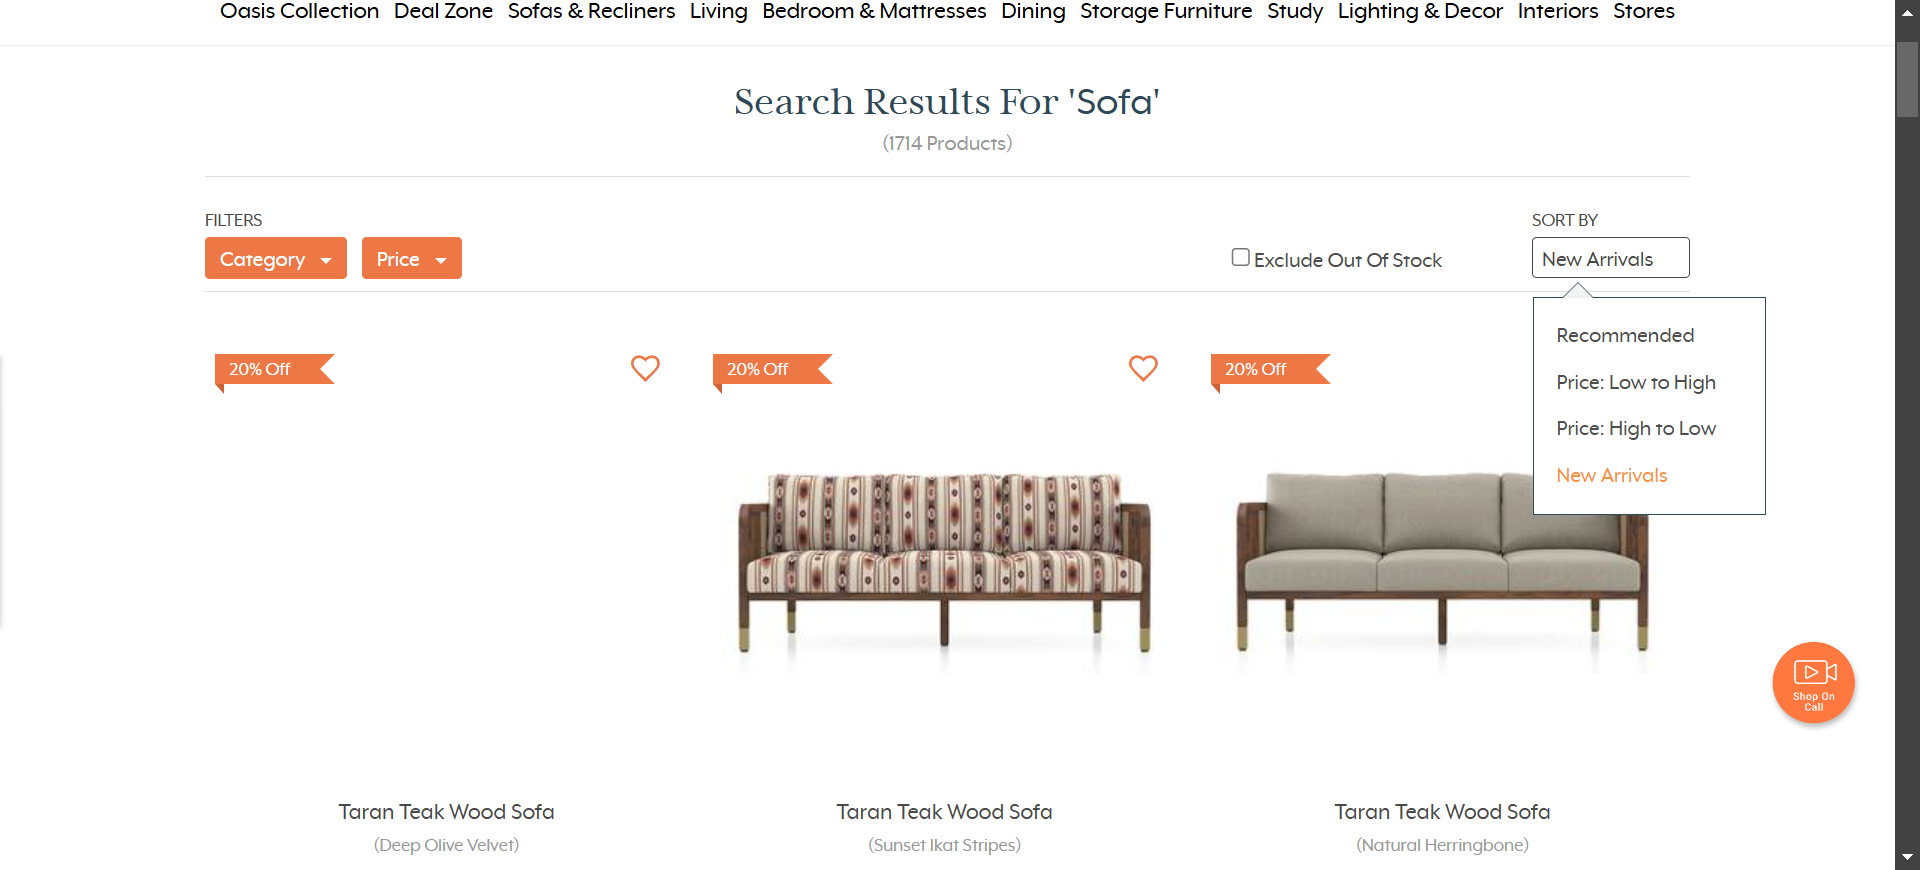 Oasis Collection Deal Zone Sofas & Recliners Living Bedroom & Mattresses Dining Storage Furniture Study Lighting & Decor Interiors Stores
Search Results For 'Sofa'
(1714 Products)
FILTERS
SORT BY
Category
Price
Exclude Out Of Stock
New Arrivals
Recommended
Price: Low to High
Price: High to Low
New Arrivals
20% Off
20% Off
20% Off
Shop On
Call
Taran Teak Wood Sofa
(Deep Olive Velvet)
Taran Teak Wood Sofa
(Sunset Ikat Stripes)
Taran Teak Wood Sofa
(Natural Herringbone)